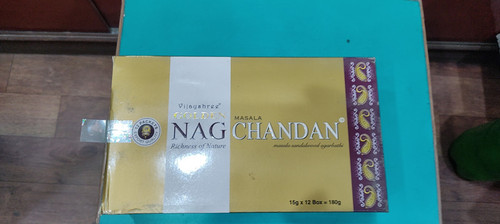 Vijayshree®
GOLDEN MASALA
NAG CHANDAN®
Richness of Nature
masala sandalwood agarbathi
15g x 12 Box = 180g